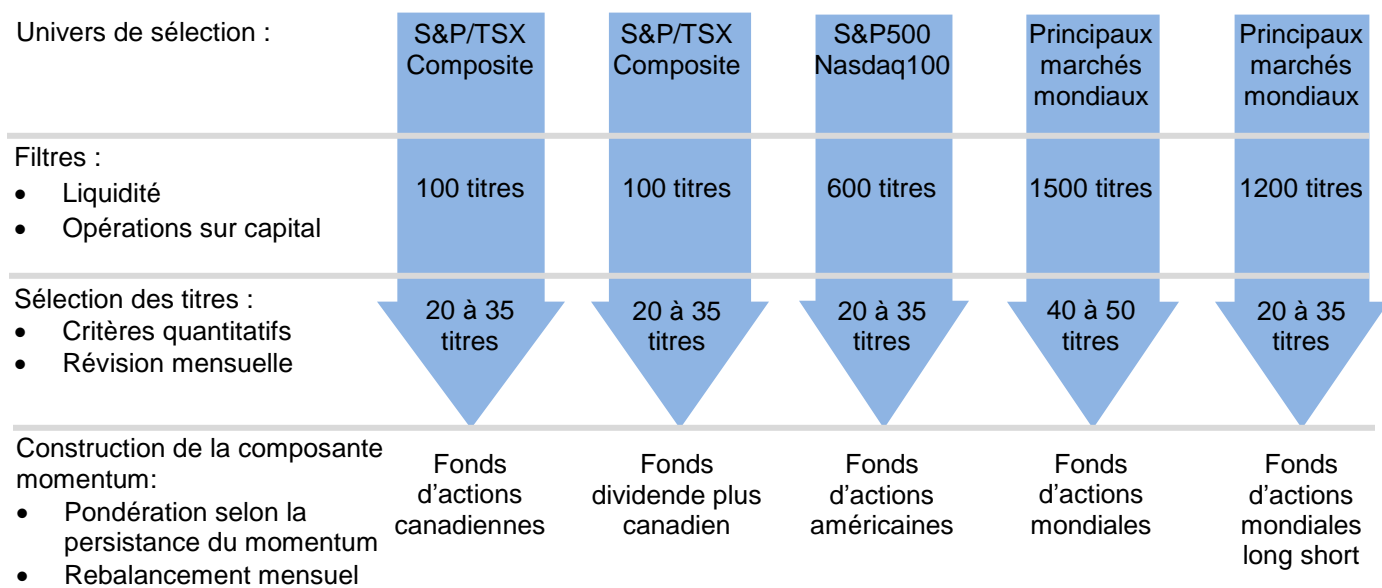 Univers de sélection :
S&P/TSX
Composite
S&P/TSX
Composite
S&P500
Nasdaq100
Principaux
marchés
mondiaux
Principaux
marchés
mondiaux
Filtres :
• Liquidité
• Opérations sur capital
100 titres
100 titres
600 titres
1500 titres
1200 titres
Sélection des titres :
• Critères quantitatifs
• Révision mensuelle
20 à 35
titres
20 à 35
titres
20 à 35
titres
40 à 50
titres
20 à 35
titres
Construction de la composante
momentum:
• Pondération selon la
persistance du momentum
• Rebalancement mensuel
Fonds
d’actions
canadiennes
Fonds
dividende plus
canadien
Fonds
d’actions
américaines
Fonds
d’actions
mondiales
Fonds
d’actions
mondiales
long short